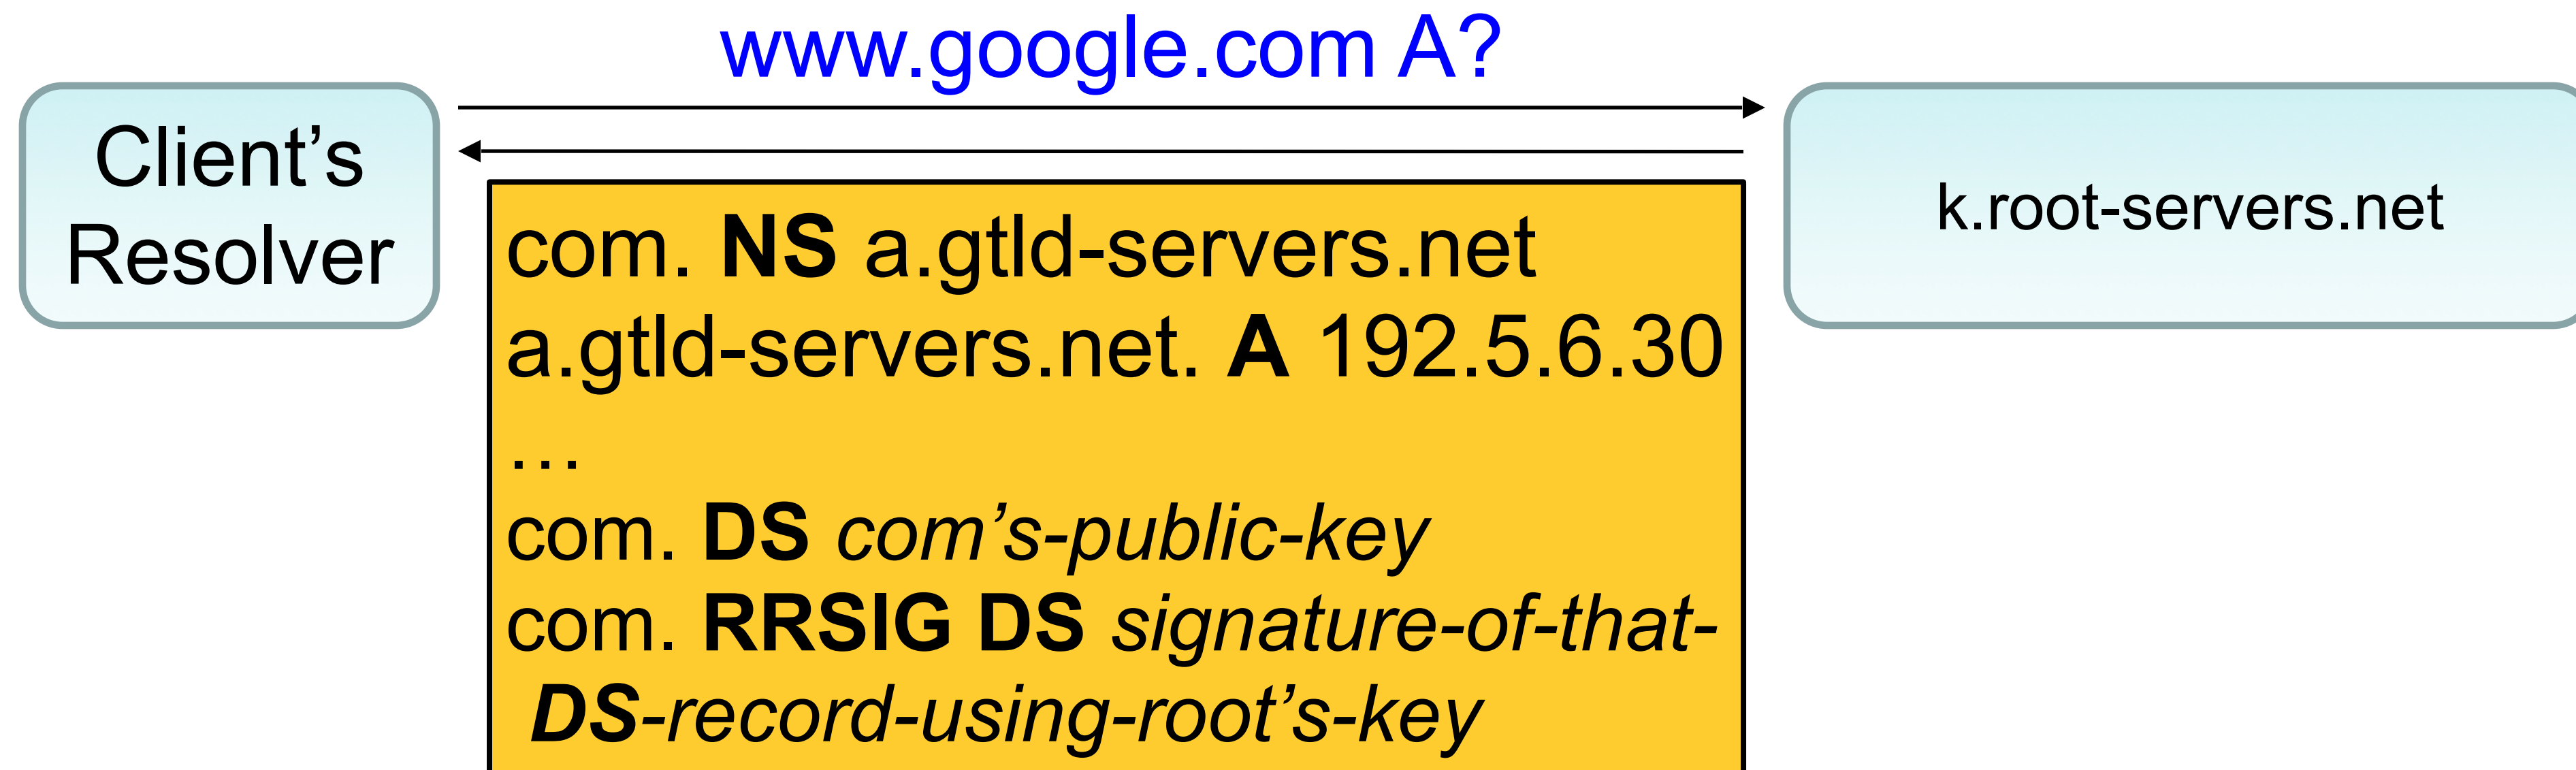 www.google.com A?
Client’s
Resolver
k.root-servers.net
com. NS a.gtld-servers.net
a.gtld-servers.net. A 192.5.6.30
…
com. DS com’s-public-key
com. RRSIG DS signature-of-that-
DS-record-using-root’s-key